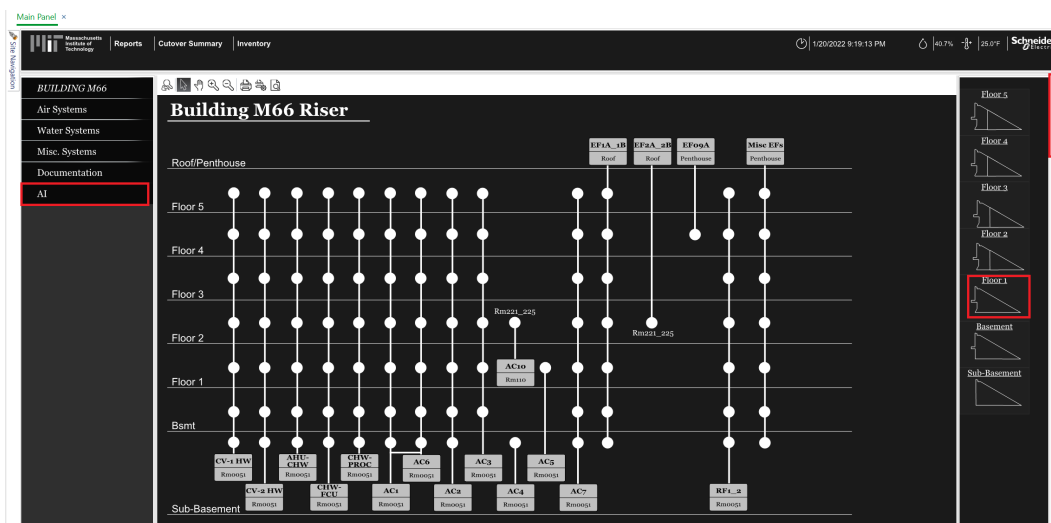 Main Panel ×
Site Navigation
Massachusetts
Institute of
Technology
Reports
Cutover Summary
Inventory
1/20/2022 9:19:13 PM
40.7%
25.0°F
Schneide
Electri
BUILDING M66
Air Systems
Water Systems
Misc. Systems
Documentation
AI
Building M66 Riser
EF1A_1B
Roof
EF2A_2B
Roof
EF09A
Penthouse
Misc EFs
Penthouse
Roof/Penthouse
Floor 5
Floor 4
Floor 3
Rm221_225
Rm221_225
Floor 2
AC10
Rm110
Floor 1
Bsmt
CV-1 HW
Rm0051
AHU-
CHW
Rm0051
CHW-
PROC
Rm0051
AC6
Rm0051
AC3
Rm0051
AC5
Rm0051
CV-2 HW
Rm0051
CHW-
FCU
Rm0051
AC1
Rm0051
AC2
Rm0051
AC4
Rm0051
AC7
Rm0051
RF1_2
Rm0051
Sub-Basement
Floor 5
Floor 4
Floor 3
Floor 2
Floor 1
Basement
Sub-Basement